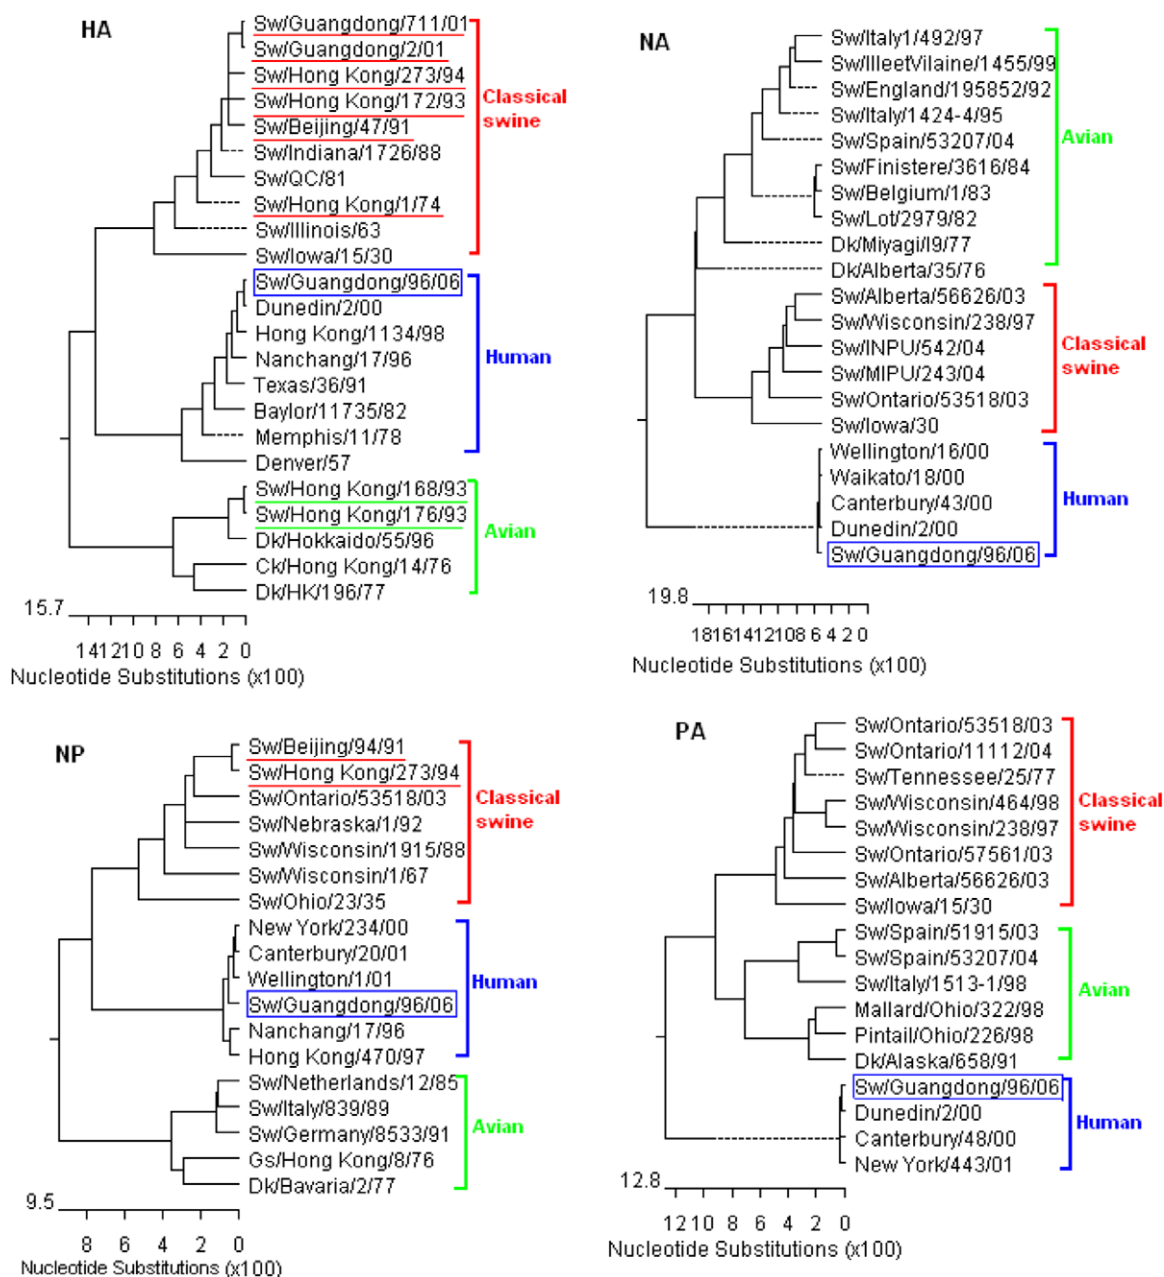 HA
Sw/Guangdong/711/01
Sw/Guangdong/2/01
Sw/Hong Kong/273/94
Sw/Hong Kong/172/93
Sw/Beijing/47/91
Sw/Indiana/1726/88
Sw/QC/81
Sw/Hong Kong/1/74
Sw/Illinois/63
Sw/Iowa/15/30
Classical
swine
Sw/Guangdong/96/06
Dunedin/2/00
Hong Kong/1134/98
Nanchang/17/96
Texas/36/91
Baylor/11735/82
Memphis/11/78
Denver/57
Human
Sw/Hong Kong/168/93
Sw/Hong Kong/176/93
Dk/Hokkaido/55/96
Ck/Hong Kong/14/76
Dk/HK/196/77
Avian
15.7
14 12 10 8 6 4 2 0
Nucleotide Substitutions (x100)
NA
Sw/Italy1/492/97
Sw/IlleetVilaine/1455/99
Sw/England/195852/92
Sw/Italy/1424-4/95
Sw/Spain/53207/04
Sw/Finistere/3616/84
Sw/Belgium/1/83
Sw/Lot/2979/82
Dk/Miyagi/I9/77
Dk/Alberta/35/76
Avian
Sw/Alberta/56626/03
Sw/Wisconsin/238/97
Sw/INPU/542/04
Sw/MIPU/243/04
Sw/Ontario/53518/03
Sw/Iowa/30
Classical
swine
Wellington/16/00
Waikato/18/00
Canterbury/43/00
Dunedin/2/00
Sw/Guangdong/96/06
Human
19.8
18 16 14 12 10 8 6 4 2 0
Nucleotide Substitutions (x100)
NP
Sw/Beijing/94/91
Sw/Hong Kong/273/94
Sw/Ontario/53518/03
Sw/Nebraska/1/92
Sw/Wisconsin/1915/88
Sw/Wisconsin/1/67
Sw/Ohio/23/35
Classical
swine
New York/234/00
Canterbury/20/01
Wellington/1/01
Sw/Guangdong/96/06
Nanchang/17/96
Hong Kong/470/97
Human
Sw/Netherlands/12/85
Sw/Italy/839/89
Sw/Germany/8533/91
Gs/Hong Kong/8/76
Dk/Bavaria/2/77
Avian
9.5
8 6 4 2 0
Nucleotide Substitutions (x100)
PA
Sw/Ontario/53518/03
Sw/Ontario/11112/04
Sw/Tennessee/25/77
Sw/Wisconsin/464/98
Sw/Wisconsin/238/97
Sw/Ontario/57561/03
Sw/Alberta/56626/03
Sw/Iowa/15/30
Classical
swine
Sw/Spain/51915/03
Sw/Spain/53207/04
Sw/Italy/1513-1/98
Mallard/Ohio/322/98
Pintail/Ohio/226/98
Dk/Alaska/658/91
Avian
Sw/Guangdong/96/06
Dunedin/2/00
Canterbury/48/00
New York/443/01
Human
12.8
12 10 8 6 4 2 0
Nucleotide Substitutions (x100)